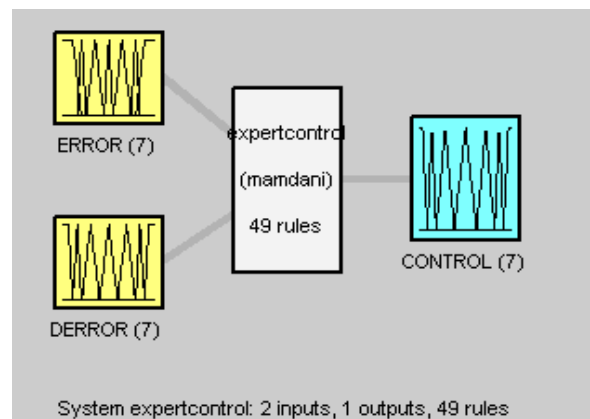 ERROR (7)
DERROR (7)
expertcontrol
(mamdani)
49 rules
CONTROL (7)
System expertcontrol: 2 inputs, 1 outputs, 49 rules